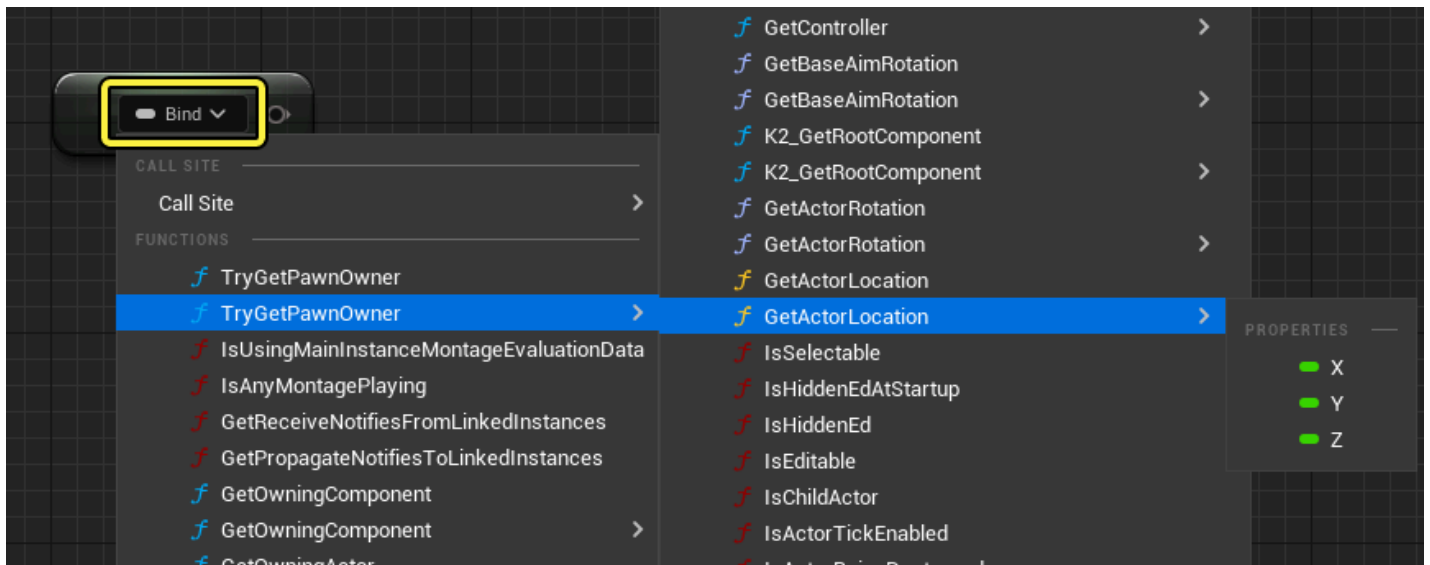 Bind
CALL SITE
Call Site
FUNCTIONS
TryGetPawnOwner
TryGetPawnOwner
IsUsingMainInstanceMontageEvaluationData
IsAnyMontagePlaying
GetReceiveNotifiesFromLinkedInstances
GetPropagateNotifiesToLinkedInstances
GetOwningComponent
GetOwningComponent
GetOwningActor
GetController
GetBaseAimRotation
GetBaseAimRotation
K2_GetRootComponent
K2_GetRootComponent
GetActorRotation
GetActorRotation
GetActorLocation
GetActorLocation
IsSelectable
IsHiddenEdAtStartup
IsHiddenEd
IsEditable
IsChildActor
IsActorTickEnabled
PROPERTIES
X
Y
Z